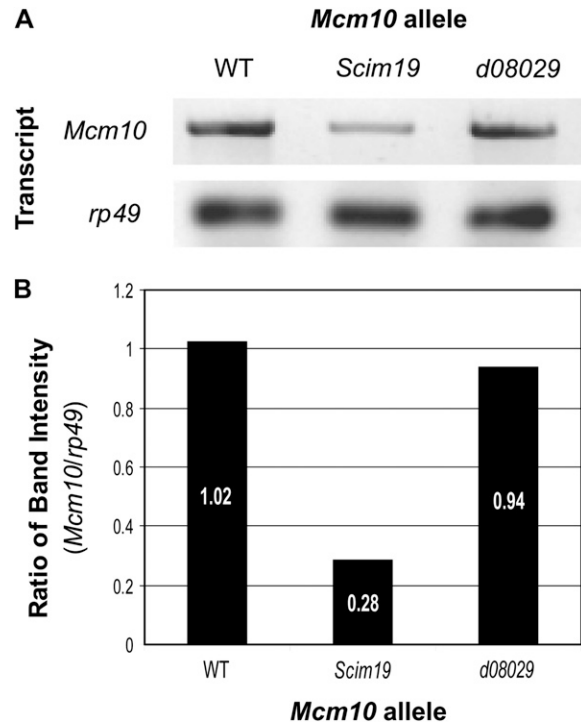 A
Mcm10 allele
WT Scim19 d08029
Transcript
Mcm10
rp49
B
Ratio of Band Intensity
(Mcm10/rp49)
1.2
1
0.8
0.6
0.4
0.2
0
1.02
0.28
0.94
WT Scim19 d08029
Mcm10 allele